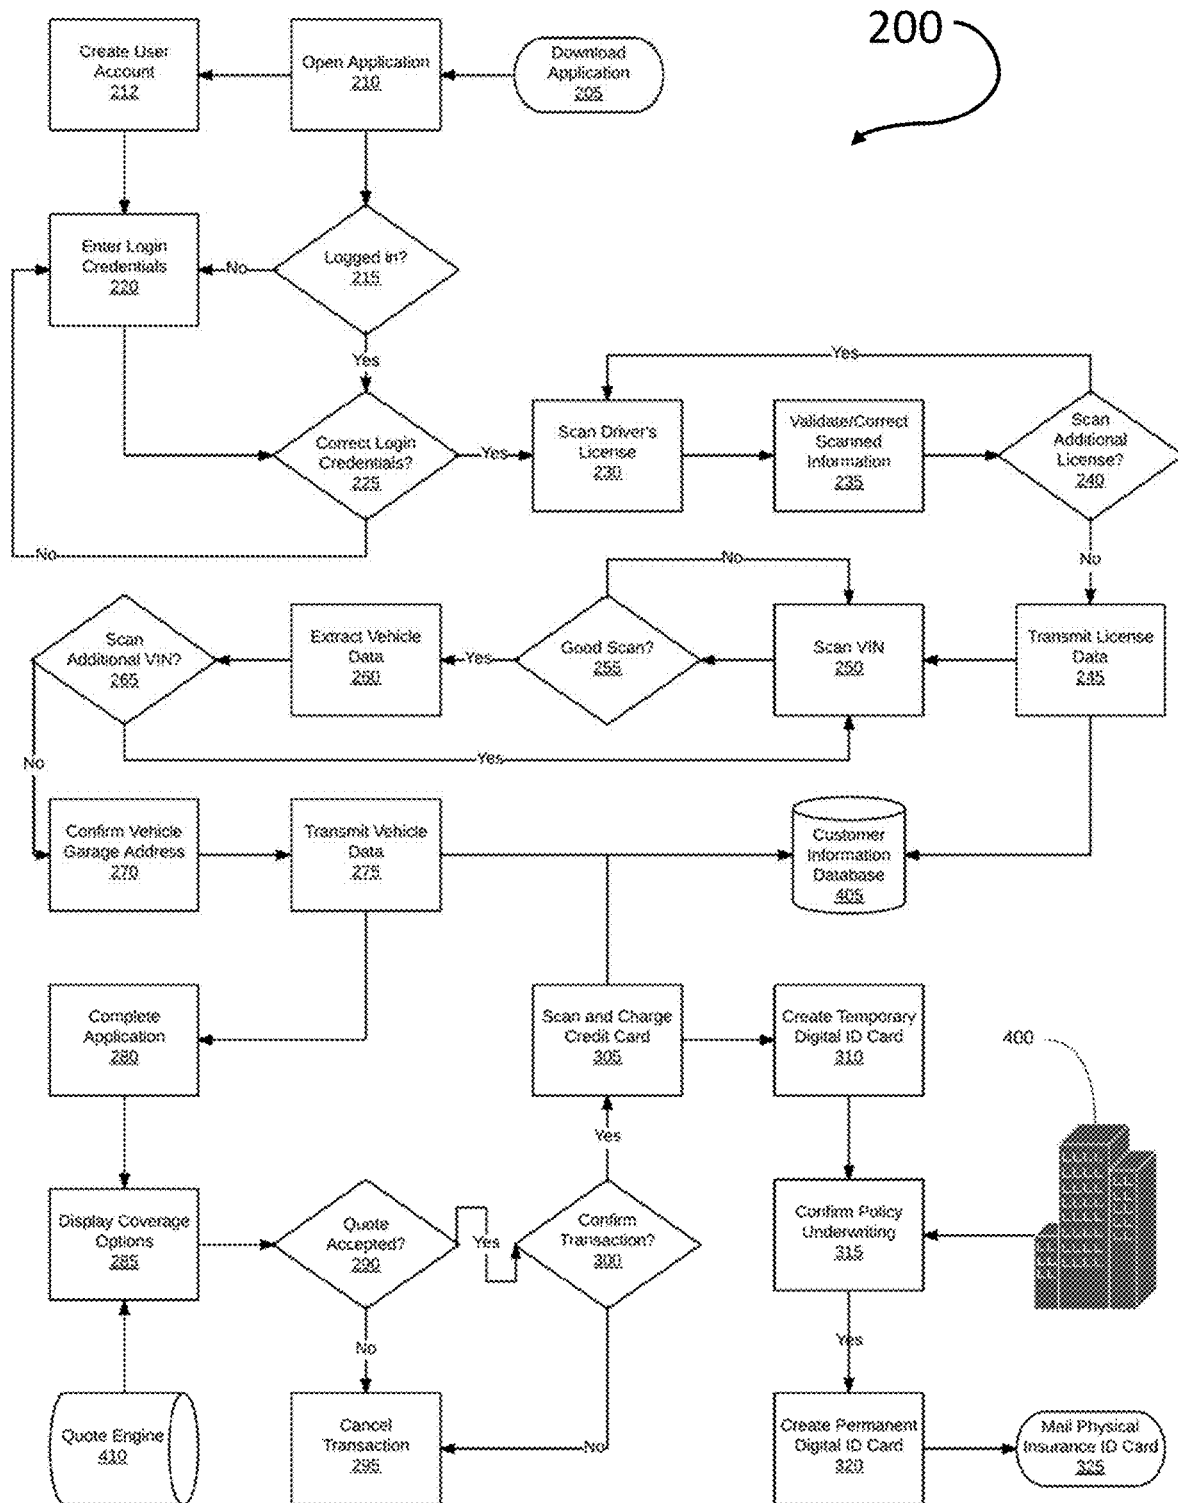 200
Create User
Account
212
Open Application
210
Download
Application
205
Enter Login
Credentials
220
No
Logged in?
215
Yes
Yes
Correct Login
Credentials?
225
Yes
Scan Driver's
License
230
Validate/Correct
Scanned
Information
235
Scan
Additional
License?
240
No
No
No
Scan
Additional VIN?
265
Extract Vehicle
Data
260
Yes
Good Scan?
255
Scan VIN
250
Transmit License
Data
245
Yes
No
Confirm Vehicle
Garage Address
270
Transmit Vehicle
Data
275
Customer
Information
Database
405
Complete
Application
280
Scan and Charge
Credit Card
305
Create Temporary
Digital ID Card
310
400
Yes
Display Coverage
Options
285
Quote
Accepted?
290
Yes
Confirm
Transaction?
300
Confirm Policy
Underwriting
315
No
Yes
Quote Engine
410
Cancel
Transaction
295
No
Create Permanent
Digital ID Card
320
Mail Physical
Insurance ID Card
325